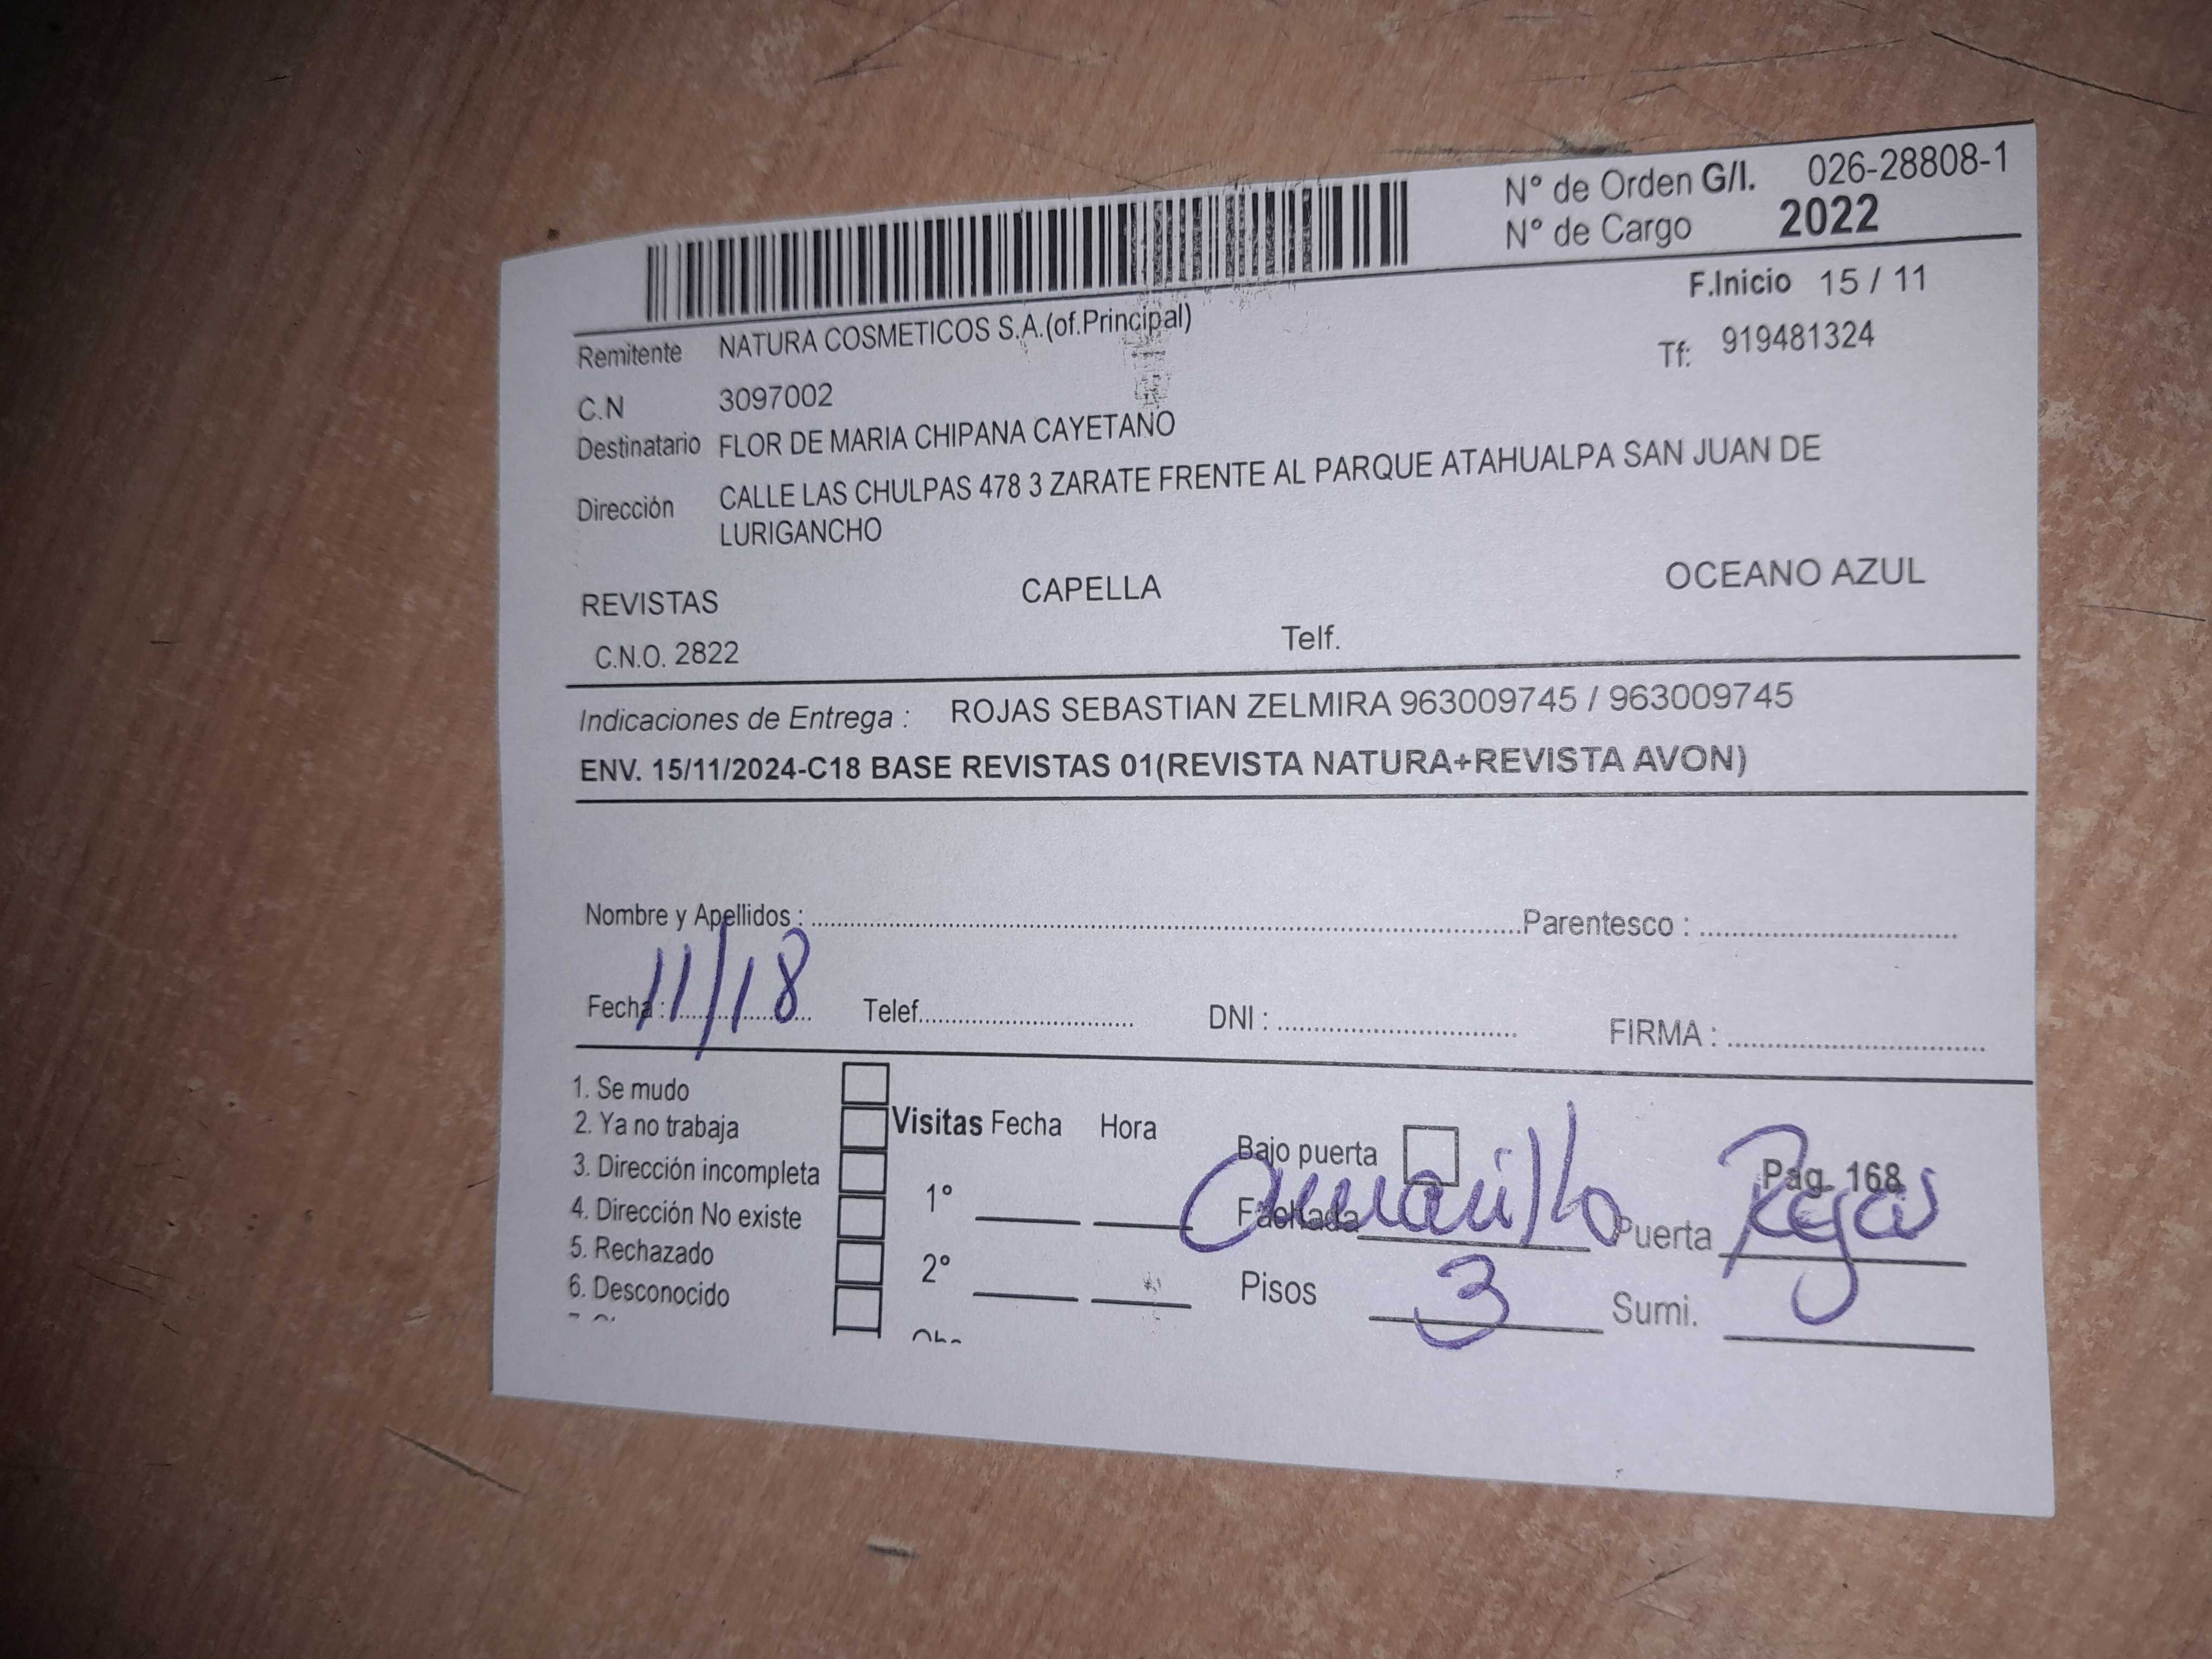 N° de Orden G/I. 026-28808-1
N° de Cargo 2022
F.Inicio 15 / 11
Remitente NATURA COSMETICOS S.A.(of.Principal)
Tf: 919481324
C.N 3097002
Destinatario FLOR DE MARIA CHIPANA CAYETANO
Dirección CALLE LAS CHULPAS 478 3 ZARATE FRENTE AL PARQUE ATAHUALPA SAN JUAN DE
LURIGANCHO
REVISTAS CAPELLA OCEANO AZUL
C.N.O. 2822 Telf.
Indicaciones de Entrega : ROJAS SEBASTIAN ZELMIRA 963009745 / 963009745
ENV. 15/11/2024-C18 BASE REVISTAS 01(REVISTA NATURA+REVISTA AVON)
Nombre y Apellidos : Parentesco :
Fecha : 11/18 Telef. DNI : FIRMA :
1. Se mudo
2. Ya no trabaja Visitas Fecha Hora Bajo puerta
3. Dirección incompleta Pag. 168
4. Dirección No existe 1° Fachada Amarillo Puerta Rejas
5. Rechazado
6. Desconocido 2° Pisos 3 Sumi.